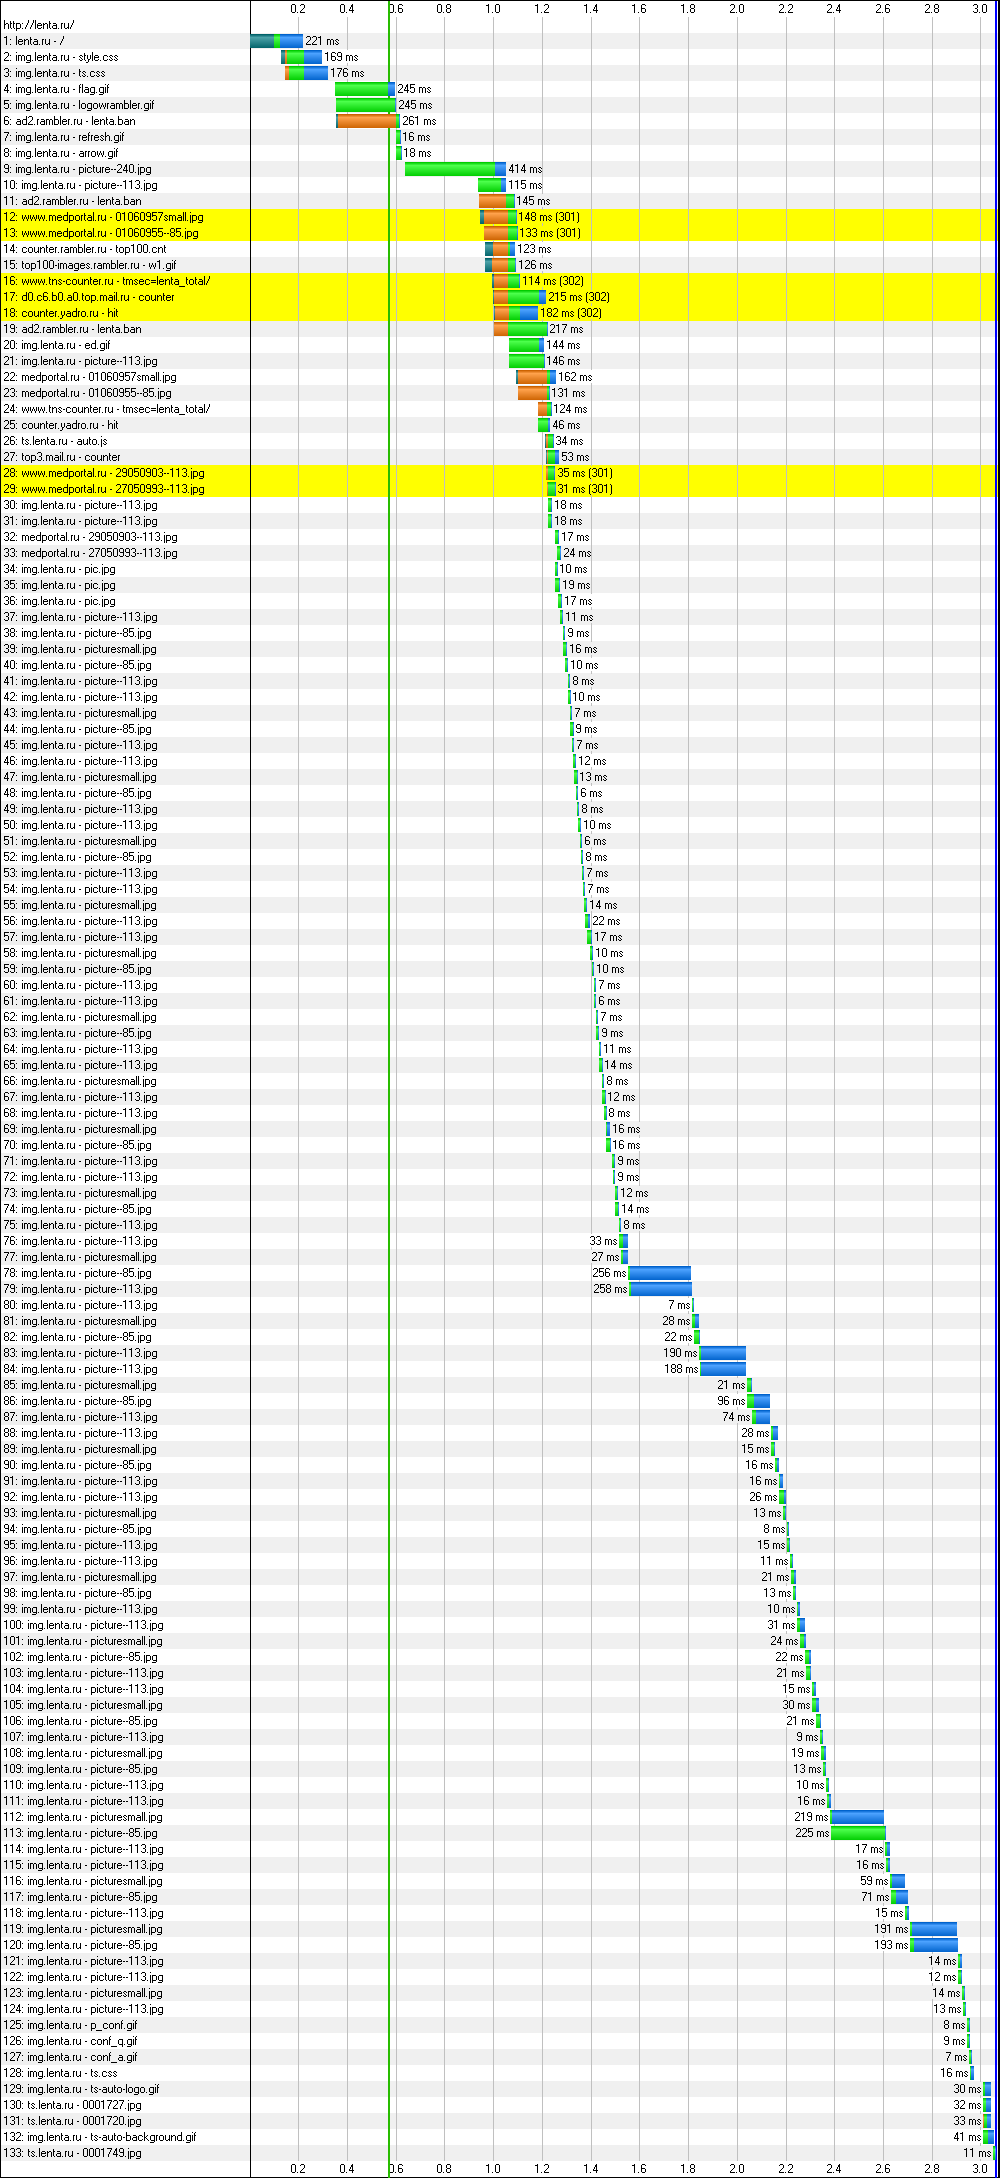 0.2 0.4 0.6 0.8 1.0 1.2 1.4 1.6 1.8 2.0 2.2 2.4 2.6 2.8 3.0
http://lenta.ru/
1: lenta.ru - / 221 ms
2: img.lenta.ru - style.css 169 ms
3: img.lenta.ru - ts.css 176 ms
4: img.lenta.ru - flag.gif 245 ms
5: img.lenta.ru - logowrambler.gif 245 ms
6: ad2.rambler.ru - lenta.ban 261 ms
7: img.lenta.ru - refresh.gif 16 ms
8: img.lenta.ru - arrow.gif 18 ms
9: img.lenta.ru - picture--240.jpg 414 ms
10: img.lenta.ru - picture--113.jpg 115 ms
11: ad2.rambler.ru - lenta.ban 145 ms
12: www.medportal.ru - 01060957small.jpg 148 ms (301)
13: www.medportal.ru - 01060955--85.jpg 133 ms (301)
14: counter.rambler.ru - top100.cnt 123 ms
15: top100-images.rambler.ru - w1.gif 126 ms
16: www.tns-counter.ru - tmsec=lenta_total/ 114 ms (302)
17: d0.c6.b0.a0.top.mail.ru - counter 215 ms (302)
18: counter.yadro.ru - hit 182 ms (302)
19: ad2.rambler.ru - lenta.ban 217 ms
20: img.lenta.ru - ed.gif 144 ms
21: img.lenta.ru - picture--113.jpg 146 ms
22: medportal.ru - 01060957small.jpg 162 ms
23: medportal.ru - 01060955--85.jpg 131 ms
24: www.tns-counter.ru - tmsec=lenta_total/ 124 ms
25: counter.yadro.ru - hit 46 ms
26: ts.lenta.ru - auto.js 34 ms
27: top3.mail.ru - counter 53 ms
28: www.medportal.ru - 29050903--113.jpg 35 ms (301)
29: www.medportal.ru - 27050993--113.jpg 31 ms (301)
30: img.lenta.ru - picture--113.jpg 18 ms
31: img.lenta.ru - picture--113.jpg 18 ms
32: medportal.ru - 29050903--113.jpg 17 ms
33: medportal.ru - 27050993--113.jpg 24 ms
34: img.lenta.ru - pic.jpg 10 ms
35: img.lenta.ru - pic.jpg 19 ms
36: img.lenta.ru - pic.jpg 17 ms
37: img.lenta.ru - picture--113.jpg 11 ms
38: img.lenta.ru - picture--85.jpg 9 ms
39: img.lenta.ru - picturesmall.jpg 16 ms
40: img.lenta.ru - picture--85.jpg 10 ms
41: img.lenta.ru - picture--113.jpg 8 ms
42: img.lenta.ru - picture--113.jpg 10 ms
43: img.lenta.ru - picturesmall.jpg 7 ms
44: img.lenta.ru - picture--85.jpg 9 ms
45: img.lenta.ru - picture--113.jpg 7 ms
46: img.lenta.ru - picture--113.jpg 12 ms
47: img.lenta.ru - picturesmall.jpg 13 ms
48: img.lenta.ru - picture--85.jpg 6 ms
49: img.lenta.ru - picture--113.jpg 8 ms
50: img.lenta.ru - picture--113.jpg 10 ms
51: img.lenta.ru - picturesmall.jpg 6 ms
52: img.lenta.ru - picture--85.jpg 8 ms
53: img.lenta.ru - picture--113.jpg 7 ms
54: img.lenta.ru - picture--113.jpg 7 ms
55: img.lenta.ru - picturesmall.jpg 14 ms
56: img.lenta.ru - picture--113.jpg 22 ms
57: img.lenta.ru - picture--113.jpg 17 ms
58: img.lenta.ru - picturesmall.jpg 10 ms
59: img.lenta.ru - picture--85.jpg 10 ms
60: img.lenta.ru - picture--113.jpg 7 ms
61: img.lenta.ru - picture--113.jpg 6 ms
62: img.lenta.ru - picturesmall.jpg 7 ms
63: img.lenta.ru - picture--85.jpg 9 ms
64: img.lenta.ru - picture--113.jpg 11 ms
65: img.lenta.ru - picture--113.jpg 14 ms
66: img.lenta.ru - picturesmall.jpg 8 ms
67: img.lenta.ru - picture--113.jpg 12 ms
68: img.lenta.ru - picture--113.jpg 8 ms
69: img.lenta.ru - picturesmall.jpg 16 ms
70: img.lenta.ru - picture--85.jpg 16 ms
71: img.lenta.ru - picture--113.jpg 9 ms
72: img.lenta.ru - picture--113.jpg 9 ms
73: img.lenta.ru - picturesmall.jpg 12 ms
74: img.lenta.ru - picture--85.jpg 14 ms
75: img.lenta.ru - picture--113.jpg 8 ms
76: img.lenta.ru - picture--113.jpg 33 ms
77: img.lenta.ru - picturesmall.jpg 27 ms
78: img.lenta.ru - picture--85.jpg 256 ms
79: img.lenta.ru - picture--113.jpg 258 ms
80: img.lenta.ru - picture--113.jpg 7 ms
81: img.lenta.ru - picturesmall.jpg 28 ms
82: img.lenta.ru - picture--85.jpg 22 ms
83: img.lenta.ru - picture--113.jpg 190 ms
84: img.lenta.ru - picture--113.jpg 188 ms
85: img.lenta.ru - picturesmall.jpg 21 ms
86: img.lenta.ru - picture--85.jpg 96 ms
87: img.lenta.ru - picture--113.jpg 74 ms
88: img.lenta.ru - picture--113.jpg 28 ms
89: img.lenta.ru - picturesmall.jpg 15 ms
90: img.lenta.ru - picture--85.jpg 16 ms
91: img.lenta.ru - picture--113.jpg 16 ms
92: img.lenta.ru - picture--113.jpg 26 ms
93: img.lenta.ru - picturesmall.jpg 13 ms
94: img.lenta.ru - picture--85.jpg 8 ms
95: img.lenta.ru - picture--113.jpg 15 ms
96: img.lenta.ru - picture--113.jpg 11 ms
97: img.lenta.ru - picturesmall.jpg 21 ms
98: img.lenta.ru - picture--85.jpg 13 ms
99: img.lenta.ru - picture--113.jpg 10 ms
100: img.lenta.ru - picture--113.jpg 31 ms
101: img.lenta.ru - picturesmall.jpg 24 ms
102: img.lenta.ru - picture--85.jpg 22 ms
103: img.lenta.ru - picture--113.jpg 21 ms
104: img.lenta.ru - picture--113.jpg 15 ms
105: img.lenta.ru - picturesmall.jpg 30 ms
106: img.lenta.ru - picture--85.jpg 21 ms
107: img.lenta.ru - picture--113.jpg 9 ms
108: img.lenta.ru - picturesmall.jpg 19 ms
109: img.lenta.ru - picture--85.jpg 13 ms
110: img.lenta.ru - picture--113.jpg 10 ms
111: img.lenta.ru - picture--113.jpg 16 ms
112: img.lenta.ru - picturesmall.jpg 219 ms
113: img.lenta.ru - picture--85.jpg 225 ms
114: img.lenta.ru - picture--113.jpg 17 ms
115: img.lenta.ru - picture--113.jpg 16 ms
116: img.lenta.ru - picturesmall.jpg 59 ms
117: img.lenta.ru - picture--85.jpg 71 ms
118: img.lenta.ru - picture--113.jpg 15 ms
119: img.lenta.ru - picturesmall.jpg 191 ms
120: img.lenta.ru - picture--85.jpg 193 ms
121: img.lenta.ru - picture--113.jpg 14 ms
122: img.lenta.ru - picture--113.jpg 12 ms
123: img.lenta.ru - picturesmall.jpg 14 ms
124: img.lenta.ru - picture--113.jpg 13 ms
125: img.lenta.ru - p_conf.gif 8 ms
126: img.lenta.ru - conf_q.gif 9 ms
127: img.lenta.ru - conf_a.gif 7 ms
128: img.lenta.ru - ts.css 16 ms
129: img.lenta.ru - ts-auto-logo.gif 30 ms
130: ts.lenta.ru - 0001727.jpg 32 ms
131: ts.lenta.ru - 0001720.jpg 33 ms
132: img.lenta.ru - ts-auto-background.gif 41 ms
133: ts.lenta.ru - 0001749.jpg 11 ms
0.2 0.4 0.6 0.8 1.0 1.2 1.4 1.6 1.8 2.0 2.2 2.4 2.6 2.8 3.0